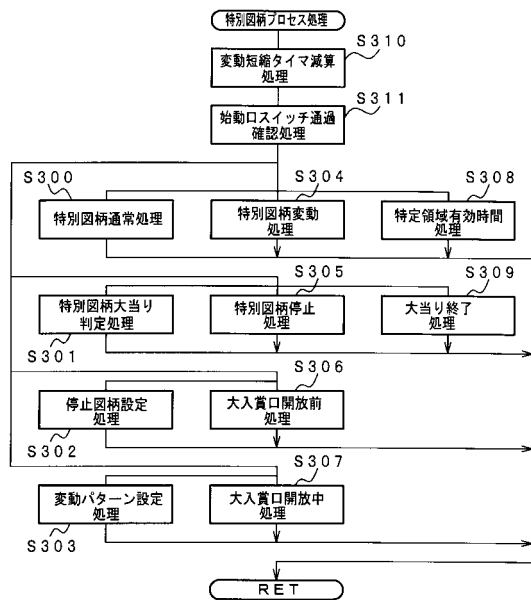 特別図柄プロセス処理
S310
変動短縮タイマ減算
処理
S311
始動口スイッチ通過
確認処理
S300
特別図柄通常処理
S304
特別図柄変動
処理
S308
特定領域有効時間
処理
S301
特別図柄大当り
判定処理
S305
特別図柄停止
処理
S309
大当り終了
処理
S302
停止図柄設定
処理
S306
大入賞口開放前
処理
S303
変動パターン設定
処理
S307
大入賞口開放中
処理
RET